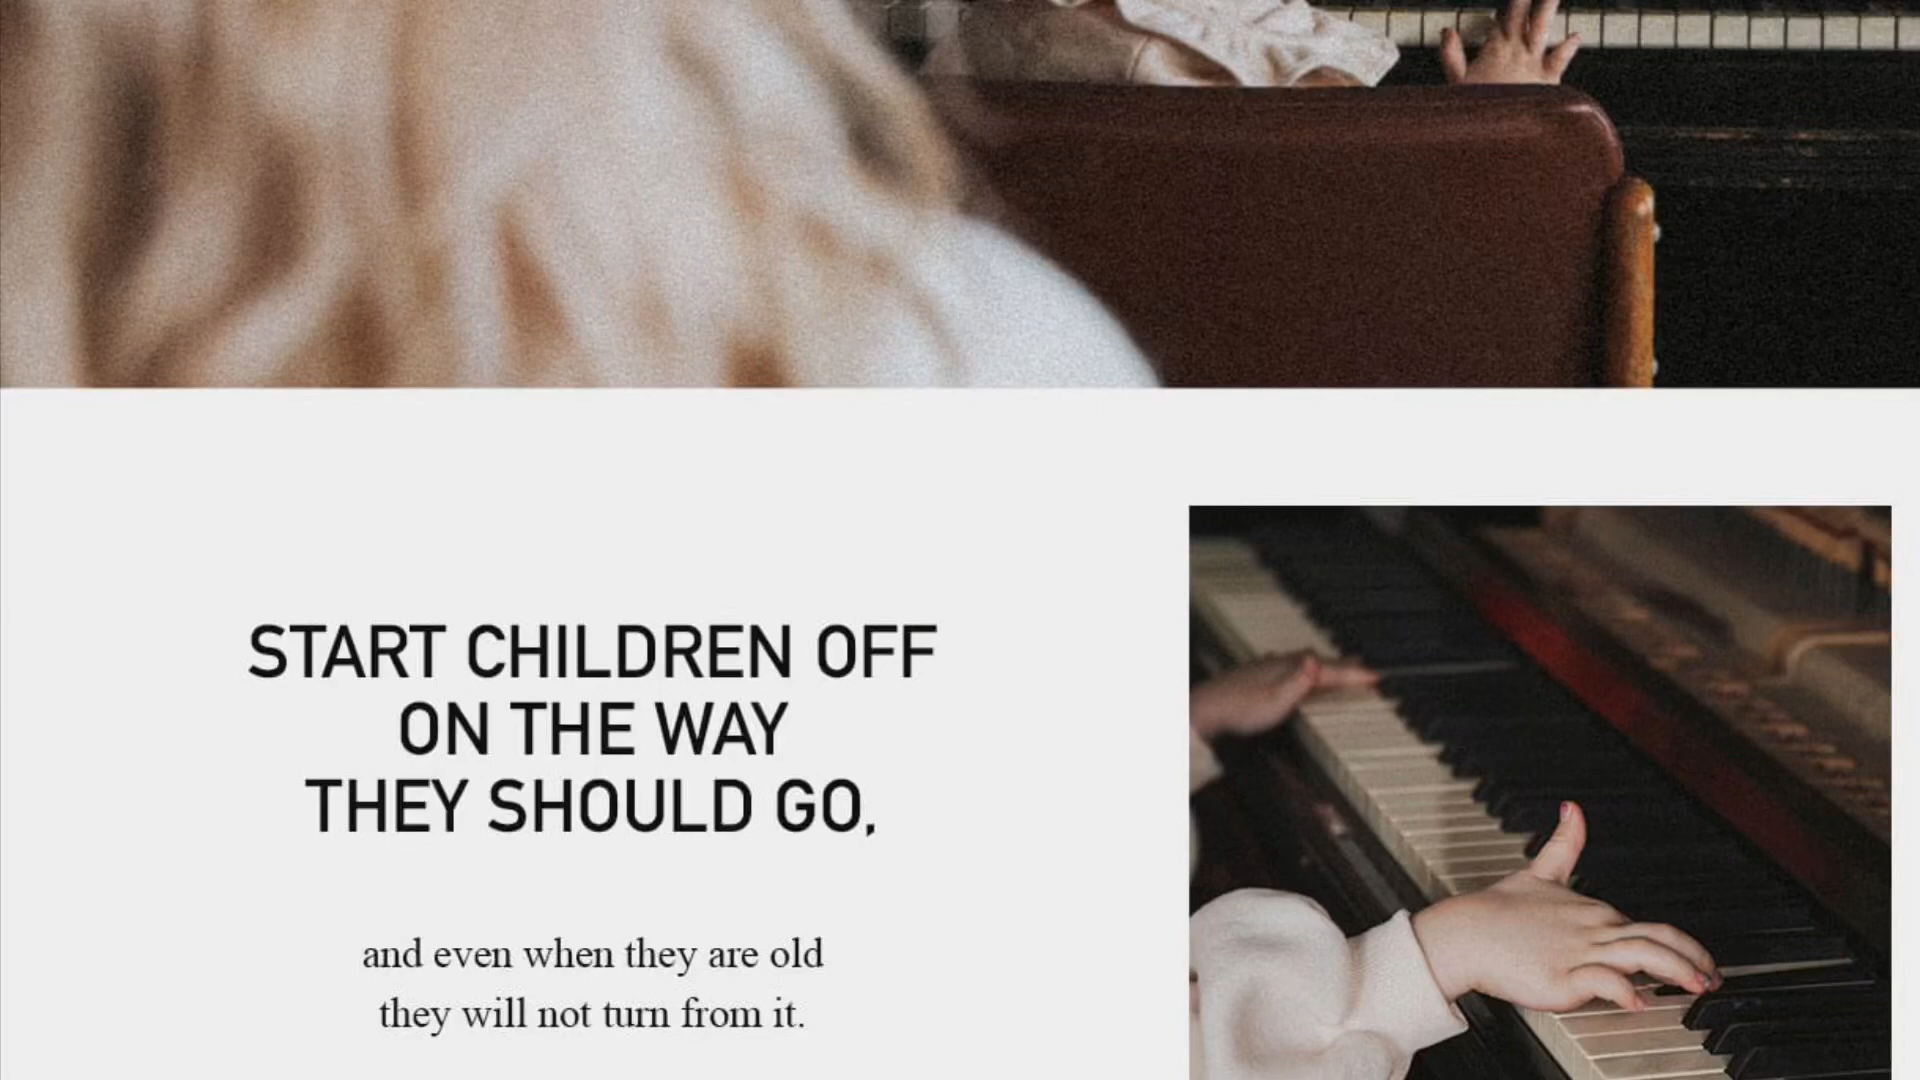 START CHILDREN OFF
ON THE WAY
THEY SHOULD GO,
and even when they are old
they will not turn from it.